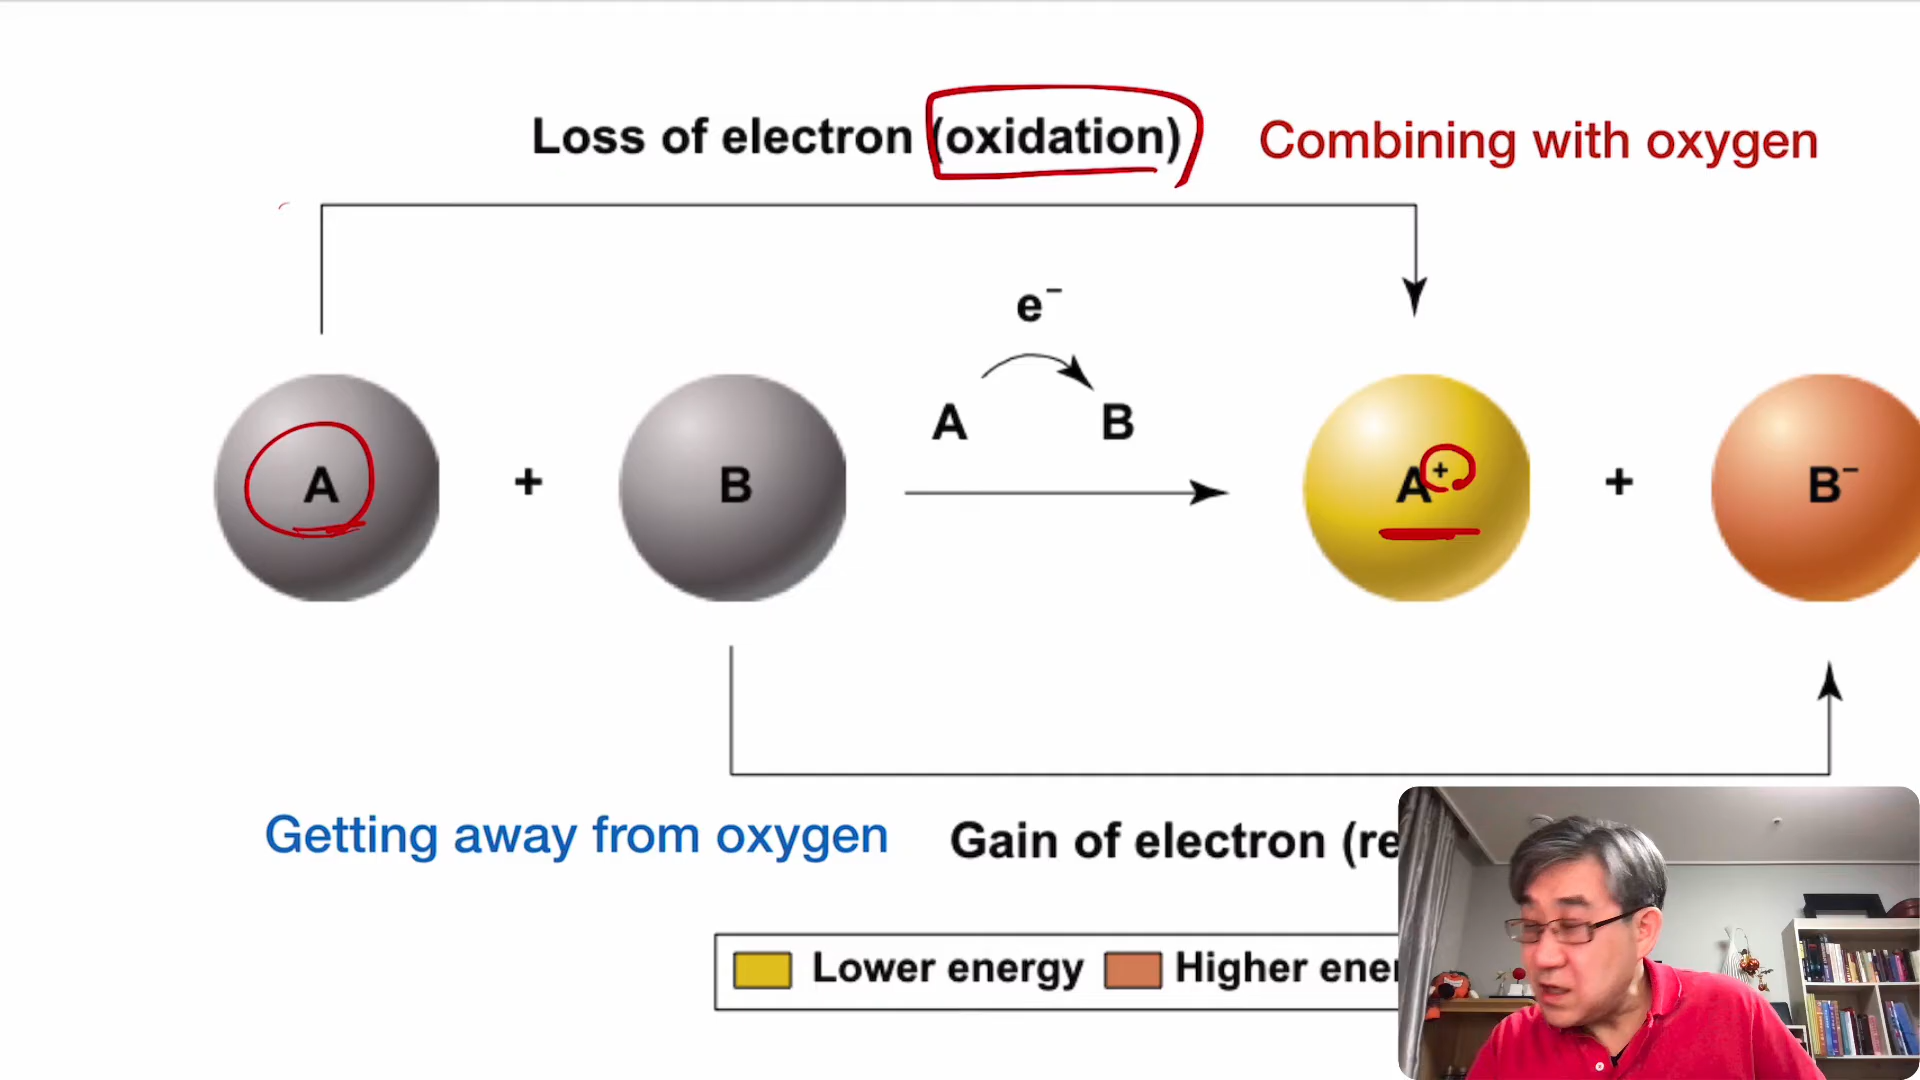 Loss of electron (oxidation) Combining with oxygen
e⁻
A B
A + B A⁺ + B⁻
Getting away from oxygen Gain of electron (re
Lower energy Higher ener